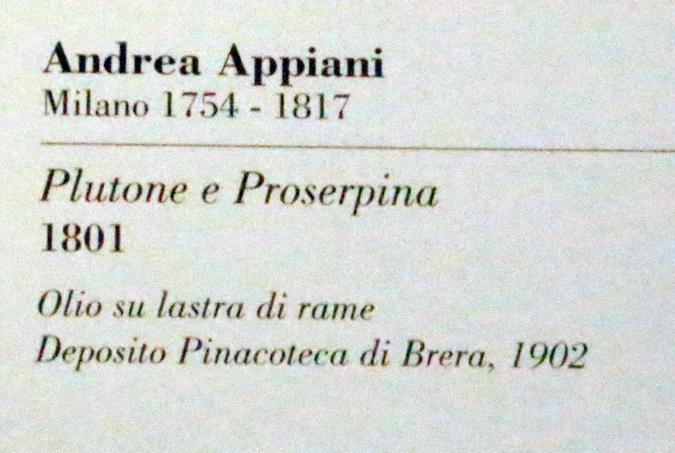 Andrea Appiani
Milano 1754 - 1817
Plutone e Proserpina
1801
Olio su lastra di rame
Deposito Pinacoteca di Brera, 1902